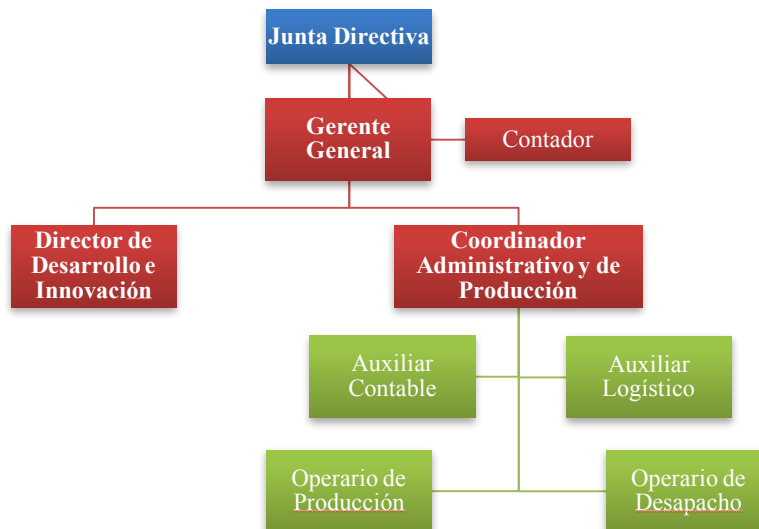 Junta Directiva
Gerente
General
Contador
Director de
Desarrollo e
Innovación
Coordinador
Administrativo y de
Producción
Auxiliar
Contable
Auxiliar
Logístico
Operario de
Producción
Operario de
Desapacho